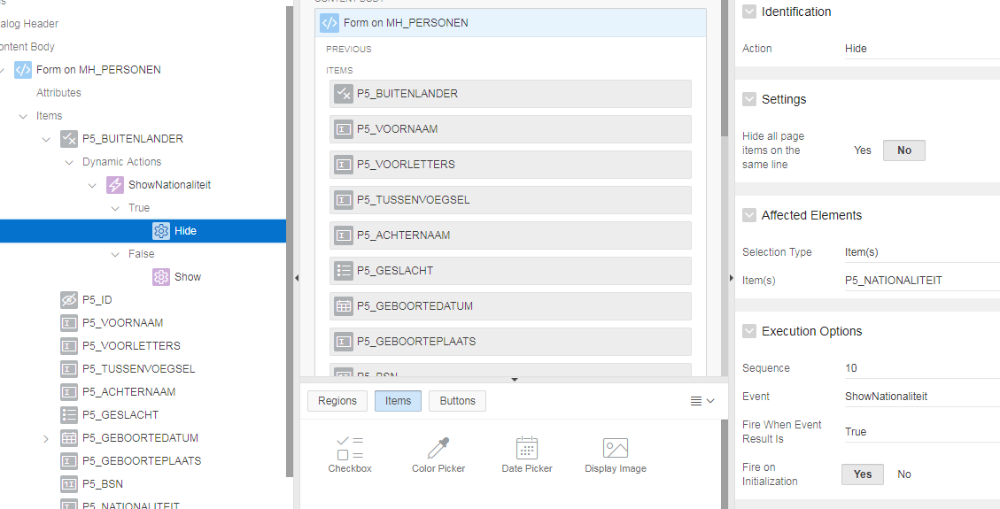 alog Header
ontent Body
Form on MH_PERSONEN
Attributes
Items
P5_BUITENLANDER
Dynamic Actions
ShowNationaliteit
True
Hide
False
Show
P5_ID
P5_VOORNAAM
P5_VOORLETTERS
P5_TUSSENVOEGSEL
P5_ACHTERNAAM
P5_GESLACHT
P5_GEBOORTEDATUM
P5_GEBOORTEPLAATS
P5_BSN
P5_NATIONALITEIT
CONTENT BODY
Form on MH_PERSONEN
PREVIOUS
ITEMS
P5_BUITENLANDER
P5_VOORNAAM
P5_VOORLETTERS
P5_TUSSENVOEGSEL
P5_ACHTERNAAM
P5_GESLACHT
P5_GEBOORTEDATUM
P5_GEBOORTEPLAATS
P5_BSN
Regions Items Buttons
Checkbox Color Picker Date Picker Display Image
Identification
Action Hide
Settings
Hide all page
items on the Yes No
same line
Affected Elements
Selection Type Item(s)
Item(s) P5_NATIONALITEIT
Execution Options
Sequence 10
Event ShowNationaliteit
Fire When Event
Result Is True
Fire on
Initialization Yes No